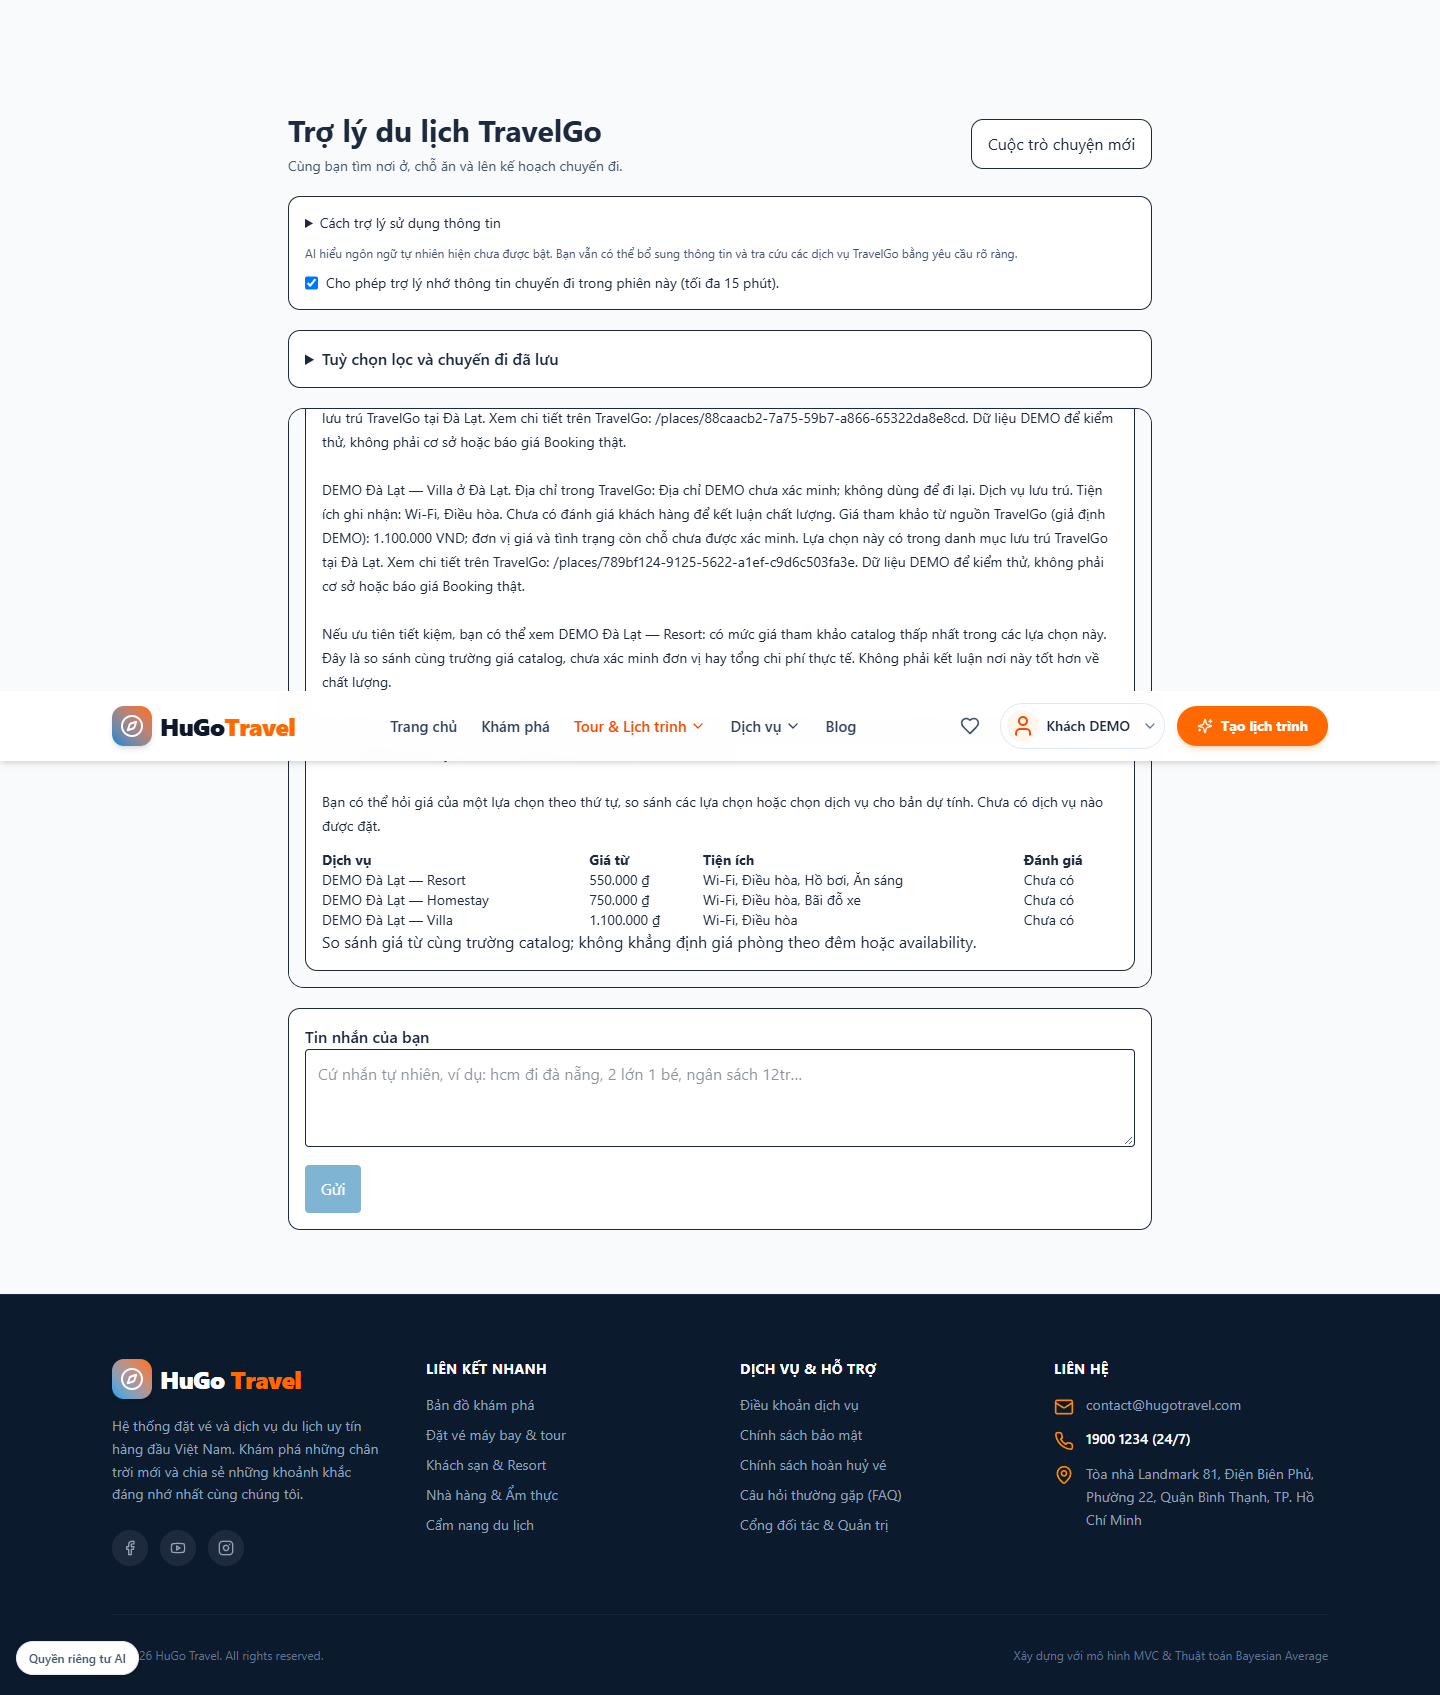 Trợ lý du lịch TravelGo
Cùng bạn tìm nơi ở, chỗ ăn và lên kế hoạch chuyến đi.
Cuộc trò chuyện mới
Cách trợ lý sử dụng thông tin
AI hiểu ngôn ngữ tự nhiên hiện chưa được bật. Bạn vẫn có thể bổ sung thông tin và tra cứu các dịch vụ TravelGo bằng yêu cầu rõ ràng.
Cho phép trợ lý nhớ thông tin chuyến đi trong phiên này (tối đa 15 phút).
Tuỳ chọn lọc và chuyến đi đã lưu
lưu trú TravelGo tại Đà Lạt. Xem chi tiết trên TravelGo: /places/88caacb2-7a75-59b7-a866-65322da8e8cd. Dữ liệu DEMO để kiểm
thử, không phải cơ sở hoặc báo giá Booking thật.
DEMO Đà Lạt — Villa ở Đà Lạt. Địa chỉ trong TravelGo: Địa chỉ DEMO chưa xác minh; không dùng để đi lại. Dịch vụ lưu trú. Tiện
ích ghi nhận: Wi-Fi, Điều hòa. Chưa có đánh giá khách hàng để kết luận chất lượng. Giá tham khảo từ nguồn TravelGo (giả định
DEMO): 1.100.000 VND; đơn vị giá và tình trạng còn chỗ chưa được xác minh. Lựa chọn này có trong danh mục lưu trú TravelGo
tại Đà Lạt. Xem chi tiết trên TravelGo: /places/789bf124-9125-5622-a1ef-c9d6c503fa3e. Dữ liệu DEMO để kiểm thử, không phải
cơ sở hoặc báo giá Booking thật.
Nếu ưu tiên tiết kiệm, bạn có thể xem DEMO Đà Lạt — Resort: có mức giá tham khảo catalog thấp nhất trong các lựa chọn này.
Đây là so sánh cùng trường giá catalog, chưa xác minh đơn vị hay tổng chi phí thực tế. Không phải kết luận nơi này tốt hơn về
chất lượng.
HuGoTravel
Trang chủ
Khám phá
Tour & Lịch trình
Dịch vụ
Blog
Khách DEMO
Tạo lịch trình
Bạn có thể hỏi giá của một lựa chọn theo thứ tự, so sánh các lựa chọn hoặc chọn dịch vụ cho bản dự tính. Chưa có dịch vụ nào
được đặt.
Dịch vụ Giá từ Tiện ích Đánh giá
DEMO Đà Lạt — Resort 550.000 ₫ Wi-Fi, Điều hòa, Hồ bơi, Ăn sáng Chưa có
DEMO Đà Lạt — Homestay 750.000 ₫ Wi-Fi, Điều hòa, Bãi đỗ xe Chưa có
DEMO Đà Lạt — Villa 1.100.000 ₫ Wi-Fi, Điều hòa Chưa có
So sánh giá từ cùng trường catalog; không khẳng định giá phòng theo đêm hoặc availability.
Tin nhắn của bạn
Cứ nhắn tự nhiên, ví dụ: hcm đi đà nẵng, 2 lớn 1 bé, ngân sách 12tr...
Gửi
HuGo Travel
Hệ thống đặt vé và dịch vụ du lịch uy tín
hàng đầu Việt Nam. Khám phá những chân
trời mới và chia sẻ những khoảnh khắc
đáng nhớ nhất cùng chúng tôi.
LIÊN KẾT NHANH
Bản đồ khám phá
Đặt vé máy bay & tour
Khách sạn & Resort
Nhà hàng & Ẩm thực
Cẩm nang du lịch
DỊCH VỤ & HỖ TRỢ
Điều khoản dịch vụ
Chính sách bảo mật
Chính sách hoàn huỷ vé
Câu hỏi thường gặp (FAQ)
Cổng đối tác & Quản trị
LIÊN HỆ
contact@hugotravel.com
1900 1234 (24/7)
Tòa nhà Landmark 81, Điện Biên Phủ,
Phường 22, Quận Bình Thạnh, TP. Hồ
Chí Minh
Quyền riêng tư AI
26 HuGo Travel. All rights reserved.
Xây dựng với mô hình MVC & Thuật toán Bayesian Average